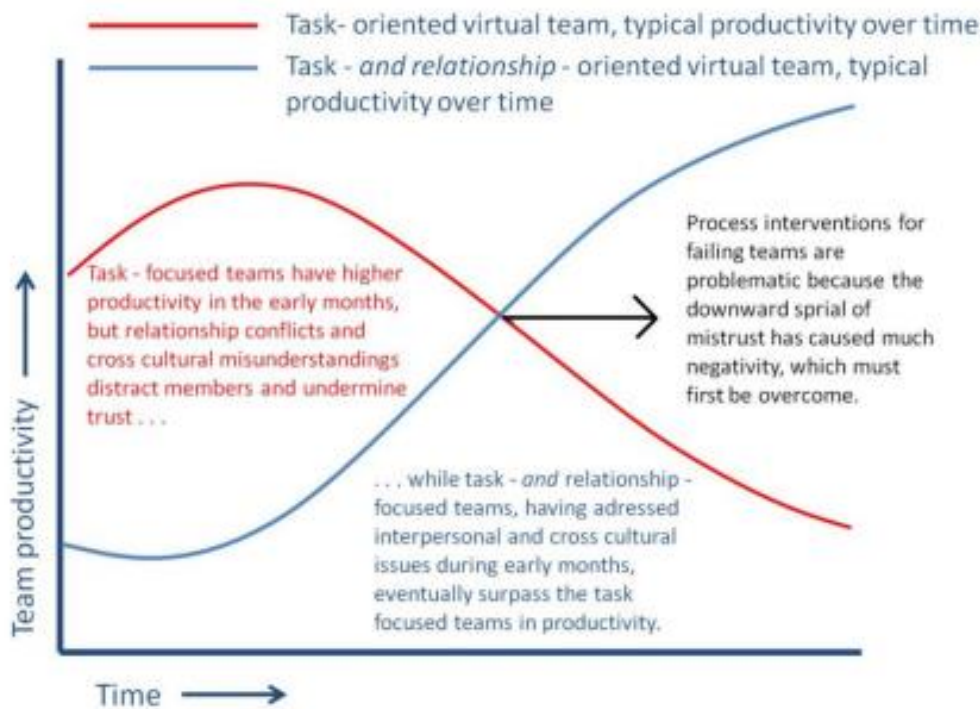 Task- oriented virtual team, typical productivity over time
Task - and relationship - oriented virtual team, typical
productivity over time
Process interventions for
failing teams are
problematic because the
downward sprial of
mistrust has caused much
negativity, which must
first be overcome.
Task - focused teams have higher
productivity in the early months,
but relationship conflicts and
cross cultural misunderstandings
distract members and undermine
trust . . .
. . . while task - and relationship -
focused teams, having adressed
interpersonal and cross cultural
issues during early months,
eventually surpass the task
focused teams in productivity.
Team productivity
Time